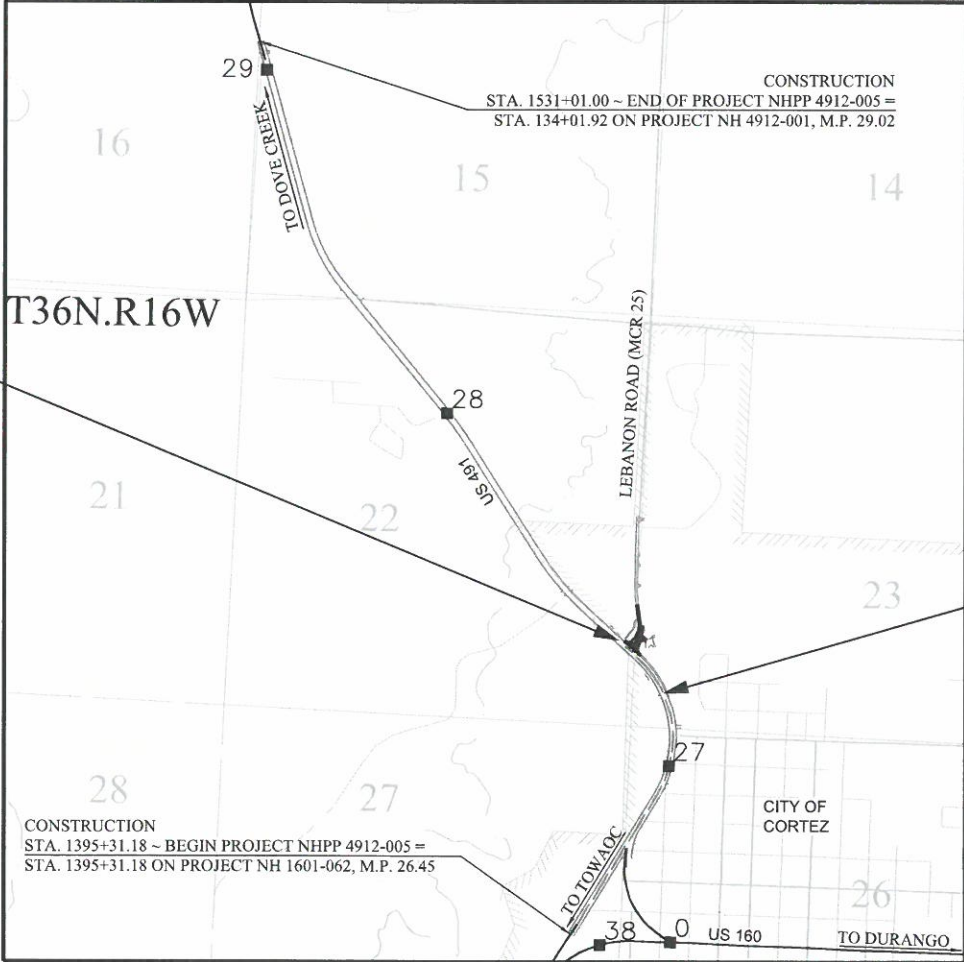 29
CONSTRUCTION
STA. 1531+01.00 ~ END OF PROJECT NHPP 4912-005 =
STA. 134+01.92 ON PROJECT NH 4912-001, M.P. 29.02
TO DOVE CREEK
16
15
14
T36N.R16W
LEBANON ROAD (MCR 25)
28
US 491
21
22
23
27
28
27
CITY OF
CORTEZ
CONSTRUCTION
STA. 1395+31.18 ~ BEGIN PROJECT NHPP 4912-005 =
STA. 1395+31.18 ON PROJECT NH 1601-062, M.P. 26.45
TO TOWAOC
26
38
0
US 160
TO DURANGO